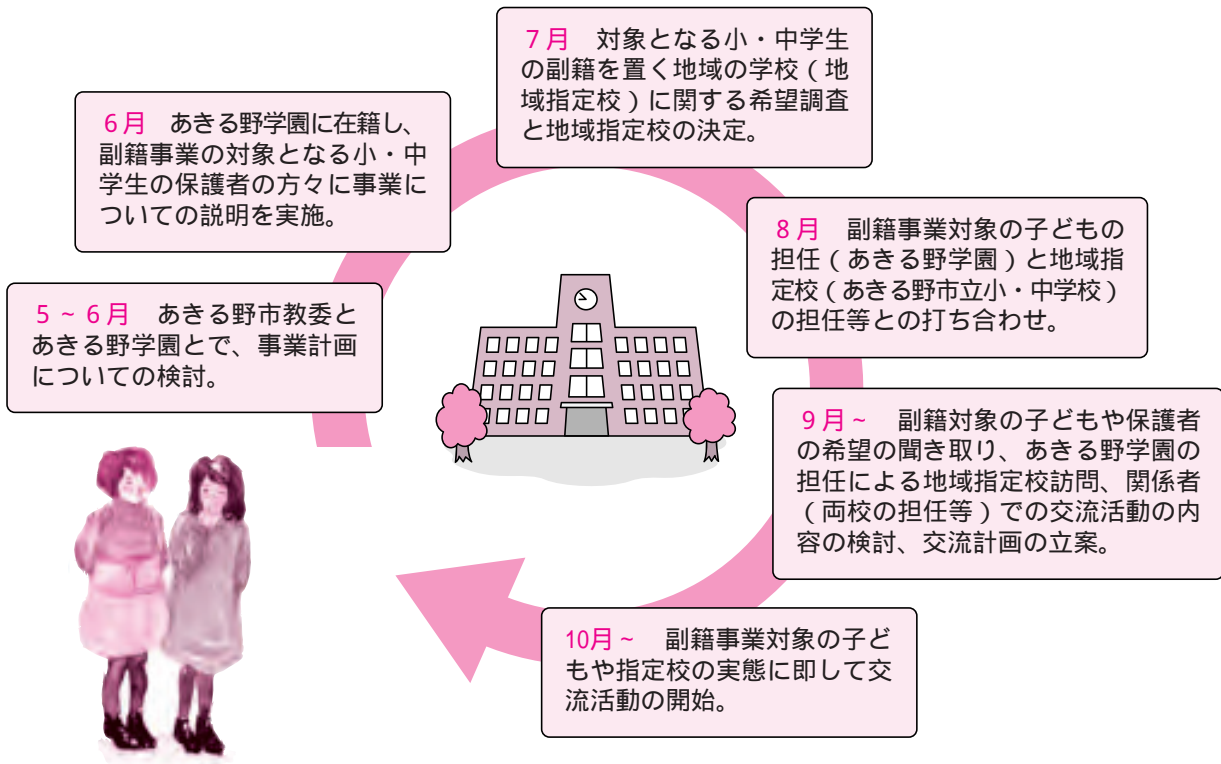 5～6月　あきる野市教委と
あきる野学園とで、事業計画
についての検討。
6月　あきる野学園に在籍し、
副籍事業の対象となる小・中
学生の保護者の方々に事業に
ついての説明を実施。
7月　対象となる小・中学生
の副籍を置く地域の学校（地
域指定校）に関する希望調査
と地域指定校の決定。
8月　副籍事業対象の子どもの
担任（あきる野学園）と地域指
定校（あきる野市立小・中学校）
の担任等との打ち合わせ。
9月～　副籍対象の子どもや保護者
の希望の聞き取り、あきる野学園の
担任による地域指定校訪問、関係者
（両校の担任等）での交流活動の内
容の検討、交流計画の立案。
10月～　副籍事業対象の子ど
もや指定校の実態に即して交
流活動の開始。